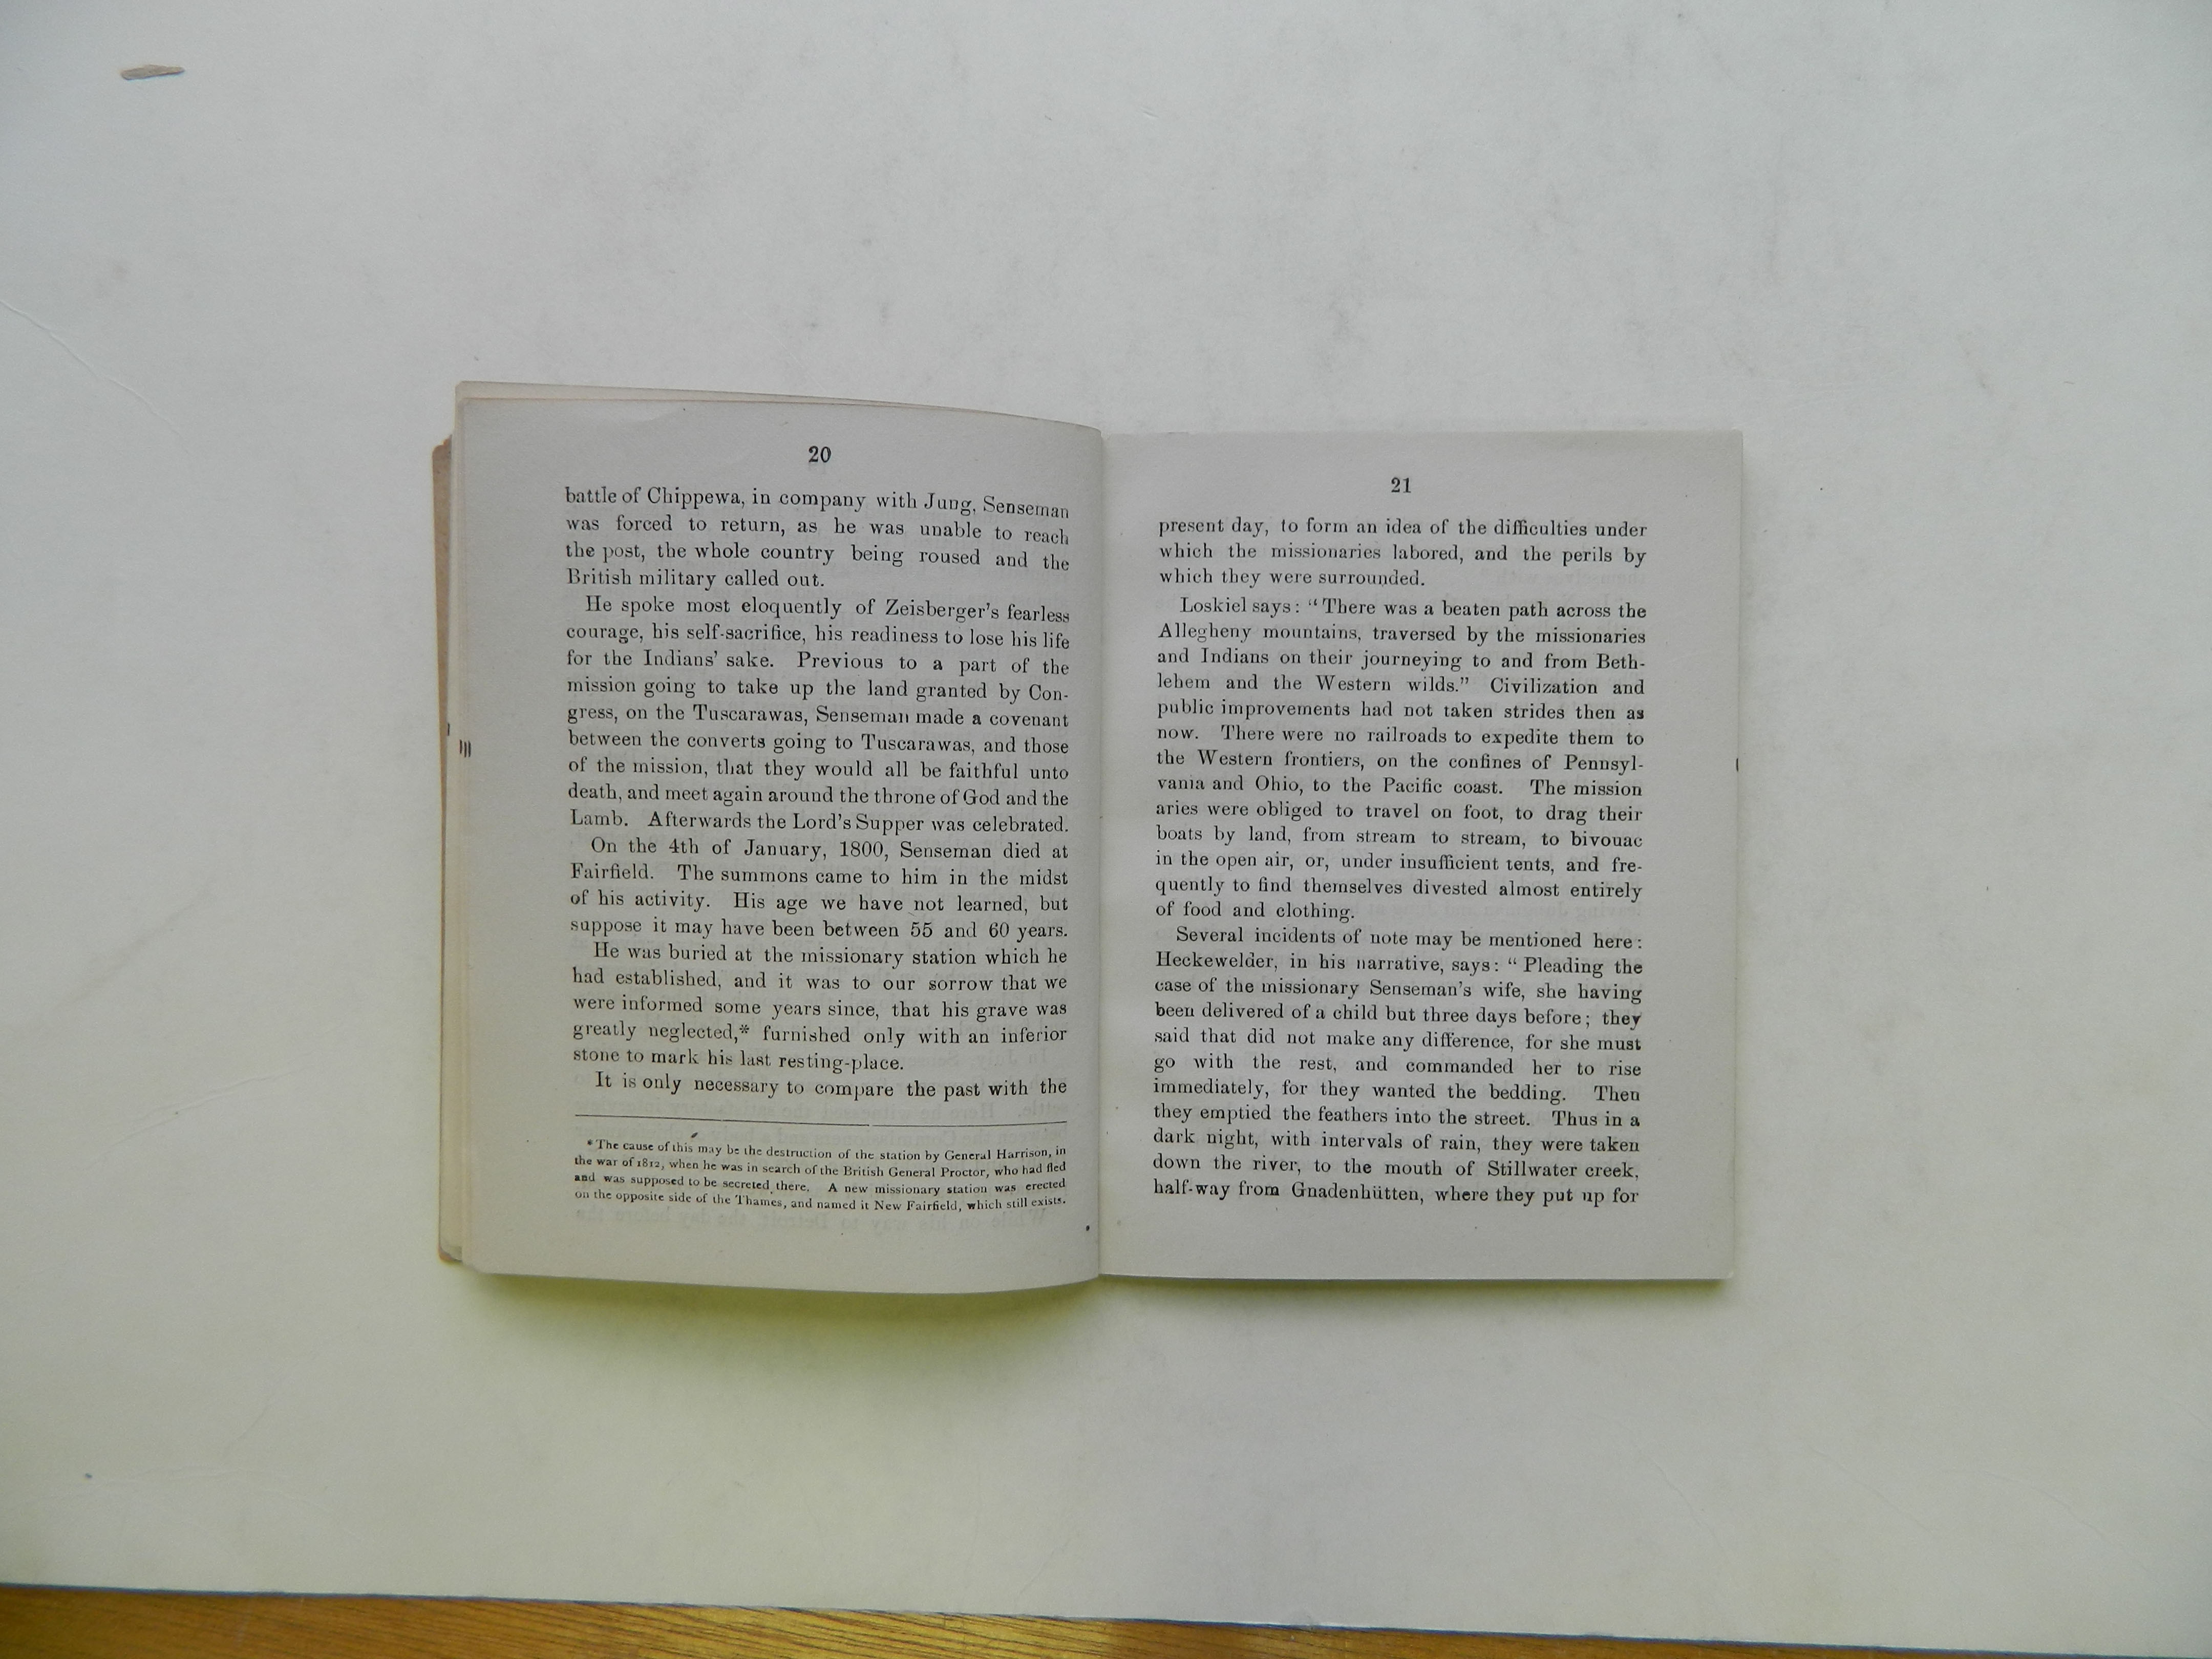 20
battle of Chippewa, in company with Jung, Senseman
was forced to return, as he was unable to reach
the post, the whole country being roused and the
British military called out.
He spoke most eloquently of Zeisberger's fearless
courage, his self-sacrifice, his readiness to lose his life
for the Indians' sake. Previous to a part of the
mission going to take up the land granted by Con-
gress, on the Tuscarawas, Senseman made a covenant
between the converts going to Tuscarawas, and those
of the mission, that they would all be faithful unto
death, and meet again around the throne of God and the
Lamb. Afterwards the Lord's Supper was celebrated.
On the 4th of January, 1800, Senseman died at
Fairfield. The summons came to him in the midst
of his activity. His age we have not learned, but
suppose it may have been between 55 and 60 years.
He was buried at the missionary station which he
had established, and it was to our sorrow that we
were informed some years since, that his grave was
greatly neglected,* furnished only with an inferior
stone to mark his last resting-place.
It is only necessary to compare the past with the
* The cause of this may be the destruction of the station by General Harrison, in
the war of 1812, when he was in search of the British General Proctor, who had fled
and was supposed to be secreted there. A new missionary station was erected
on the opposite side of the Thames, and named it New Fairfield, which still exists.
21
present day, to form an idea of the difficulties under
which the missionaries labored, and the perils by
which they were surrounded.
Loskiel says: "There was a beaten path across the
Allegheny mountains, traversed by the missionaries
and Indians on their journeying to and from Beth-
lehem and the Western wilds." Civilization and
public improvements had not taken strides then as
now. There were no railroads to expedite them to
the Western frontiers, on the confines of Pennsyl-
vania and Ohio, to the Pacific coast. The mission
aries were obliged to travel on foot, to drag their
boats by land, from stream to stream, to bivouac
in the open air, or, under insufficient tents, and fre-
quently to find themselves divested almost entirely
of food and clothing.
Several incidents of note may be mentioned here:
Heckewelder, in his narrative, says: "Pleading the
case of the missionary Senseman's wife, she having
been delivered of a child but three days before; they
said that did not make any difference, for she must
go with the rest, and commanded her to rise
immediately, for they wanted the bedding. Then
they emptied the feathers into the street. Thus in a
dark night, with intervals of rain, they were taken
down the river, to the mouth of Stillwater creek,
half-way from Gnadenhütten, where they put up for